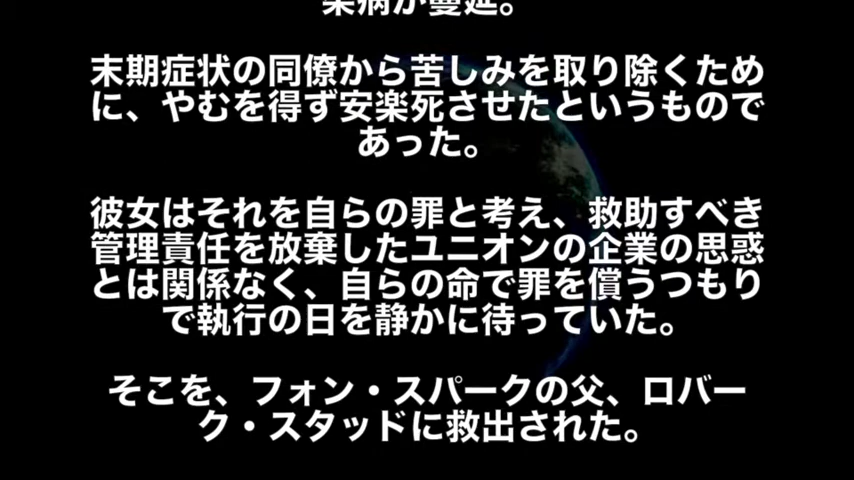 末期症状の同僚から苦しみを取り除くため
に、やむを得ず安楽死させたというもので
あった。
彼女はそれを自らの罪と考え、救助すべき
管理責任を放棄したユニオンの企業の思惑
とは関係なく、自らの命で罪を償うつもり
で執行の日を静かに待っていた。
そこを、フォン・スパークの父、ロバー
ク・スタッドに救出された。